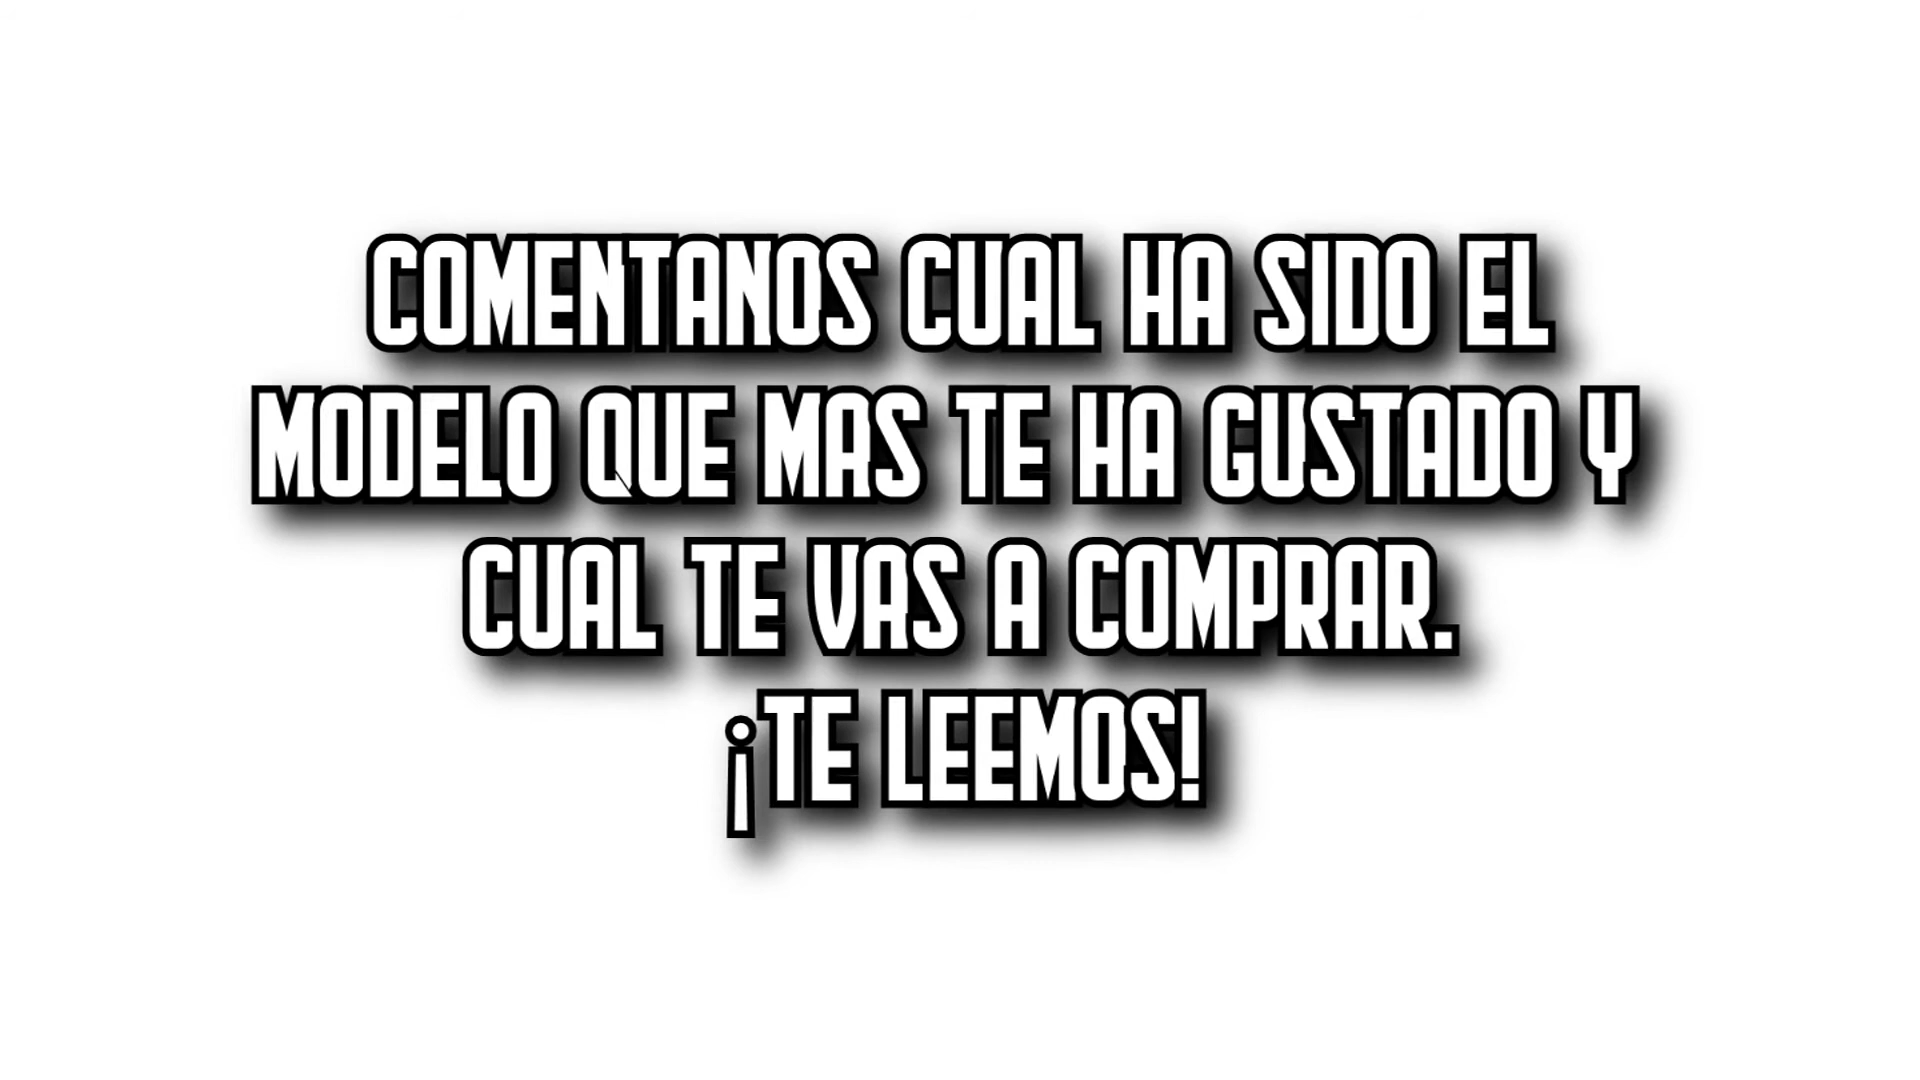 COMENTANOS CUAL HA SIDO EL
MODELO QUE MAS TE HA GUSTADO Y
CUAL TE VAS A COMPRAR.
¡TE LEEMOS!